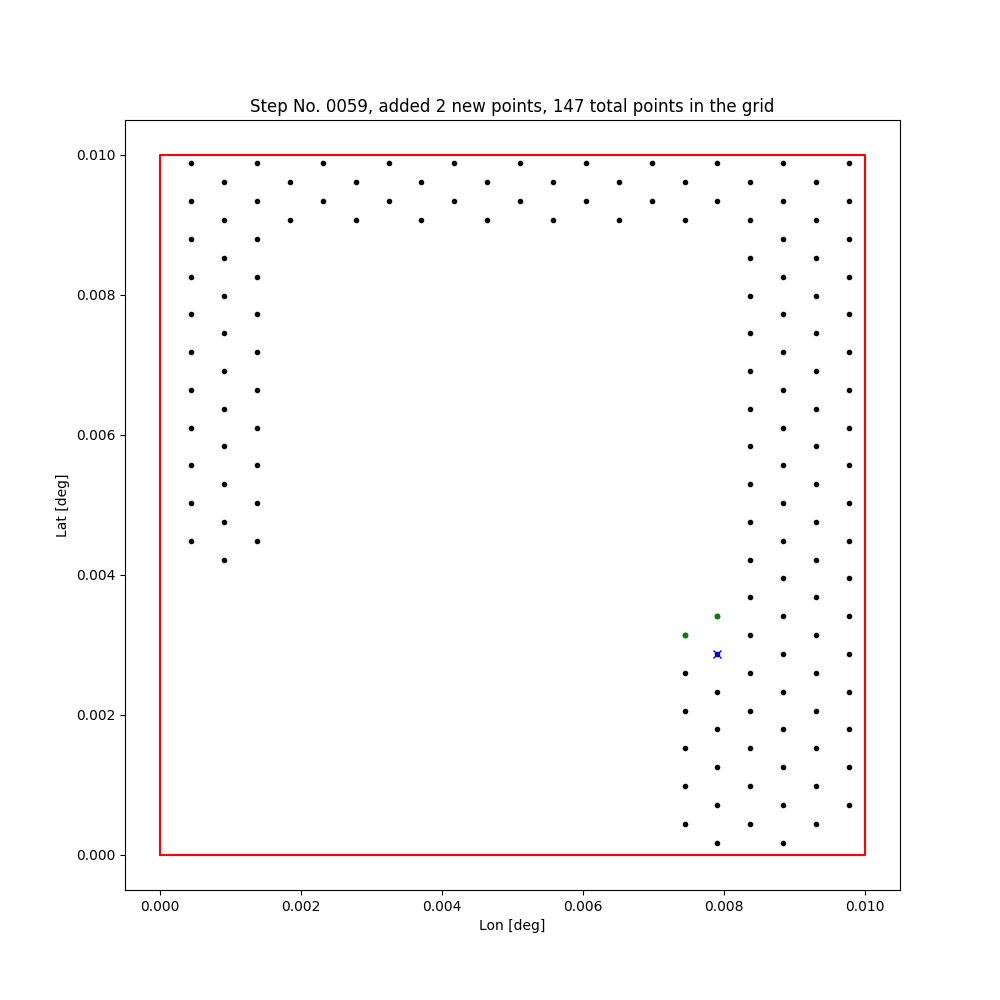 Step No. 0059, added 2 new points, 147 total points in the grid
0.010
0.008
0.006
0.004
0.002
0.000
Lat [deg]
0.000 0.002 0.004 0.006 0.008 0.010
Lon [deg]